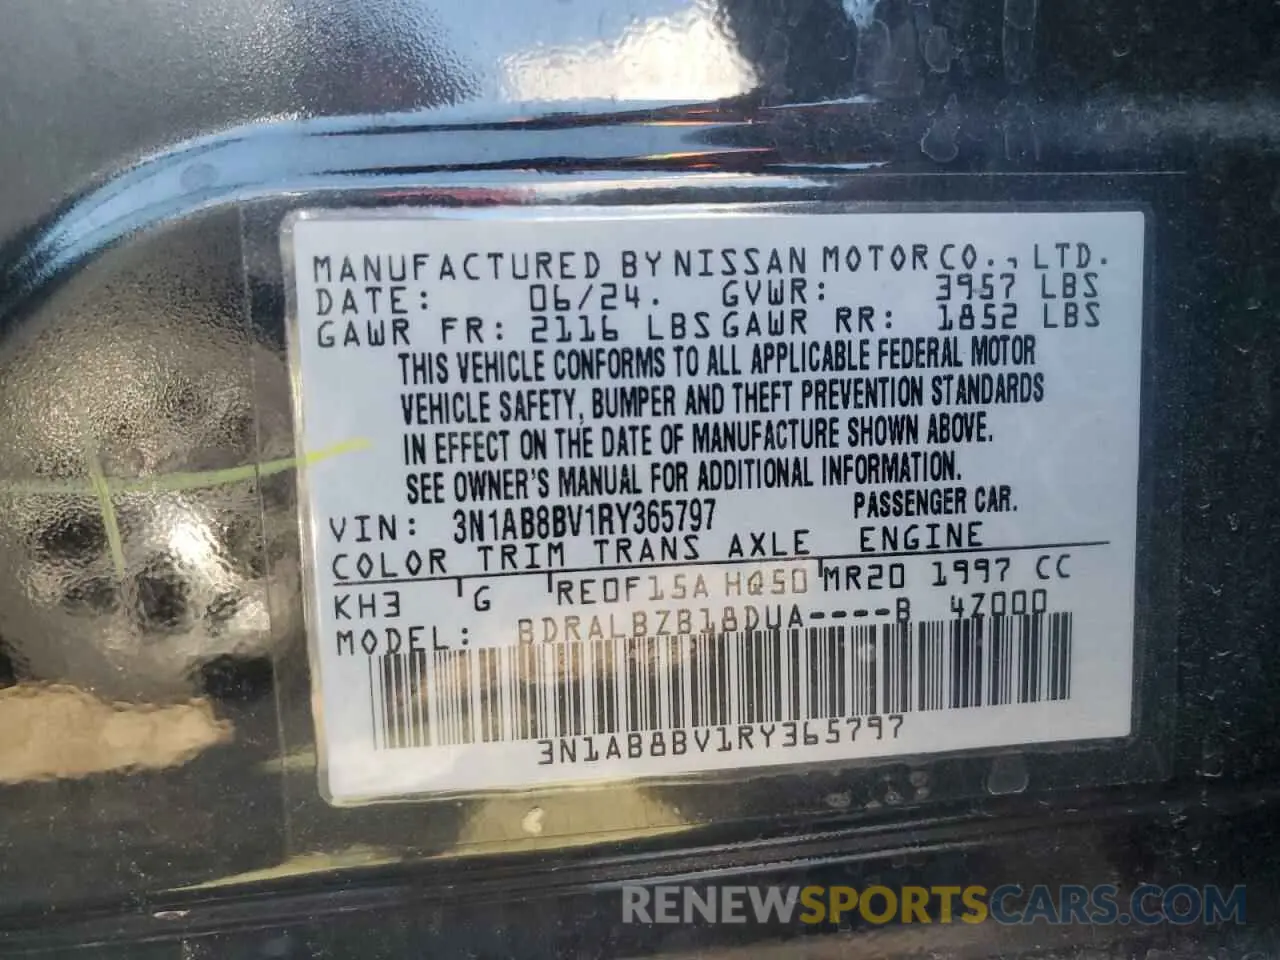 MANUFACTURED BY NISSAN MOTOR CO., LTD.
DATE: 06/24. GVWR: 3957 LBS
GAWR FR: 2116 LBS GAWR RR: 1852 LBS
THIS VEHICLE CONFORMS TO ALL APPLICABLE FEDERAL MOTOR
VEHICLE SAFETY, BUMPER AND THEFT PREVENTION STANDARDS
IN EFFECT ON THE DATE OF MANUFACTURE SHOWN ABOVE.
SEE OWNER'S MANUAL FOR ADDITIONAL INFORMATION.
VIN: 3N1AB8BV1RY365797 PASSENGER CAR.
COLOR TRIM TRANS AXLE ENGINE
KH3 G RE0F15A HQ50 MR20 1997 CC
MODEL: BDRALBZB18DUA----B 4Z000
3N1AB8BV1RY365797
RENEWSPORTSCARS.COM